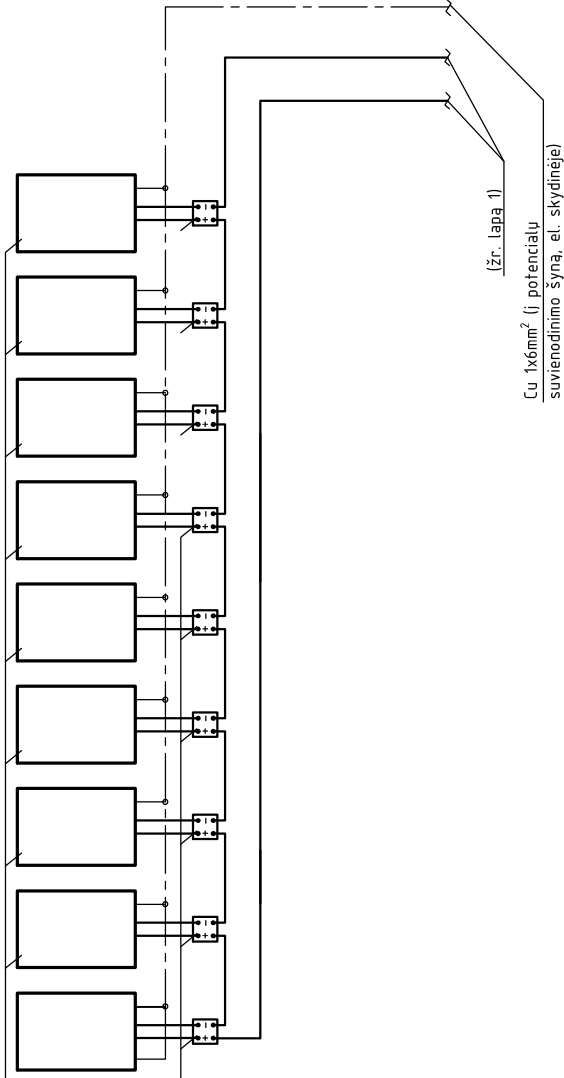 (žr. lapą 1)
Cu 1x6mm² (į potencialų
suvienodinimo šyną, el. skydinėje)